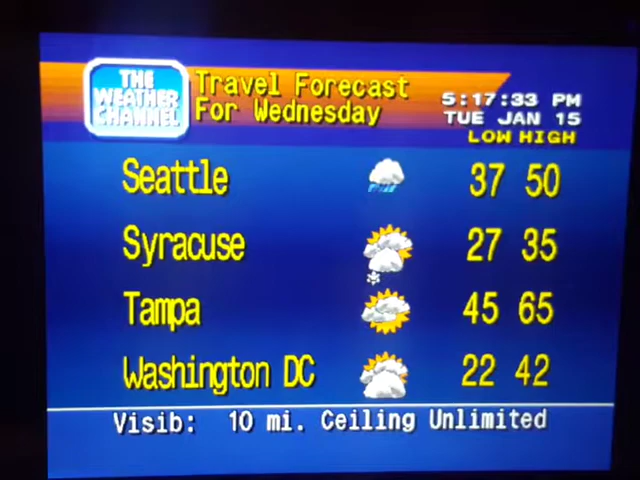 THE
WEATHER
CHANNEL
Travel Forecast
For Wednesday
5:17:33 PM
TUE JAN 15
LOW HIGH
Seattle 37 50
Syracuse 27 35
Tampa 45 65
Washington DC 22 42
Visib: 10 mi. Ceiling Unlimited